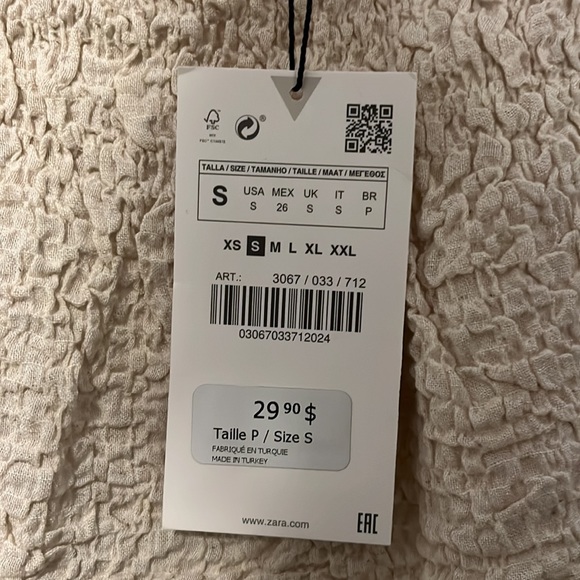 FSC
TALLA / SIZE / TAMANHO / TAILLE / MAAT / ΜΕΓΕΘΟΣ
S
USA MEX UK IT BR
S 26 S S P
XS S M L XL XXL
ART.: 3067 / 033 / 712
03067033712024
29 90 $
Taille P / Size S
FABRIQUÉ EN TURQUIE
MADE IN TURKEY
www.zara.com
EAC